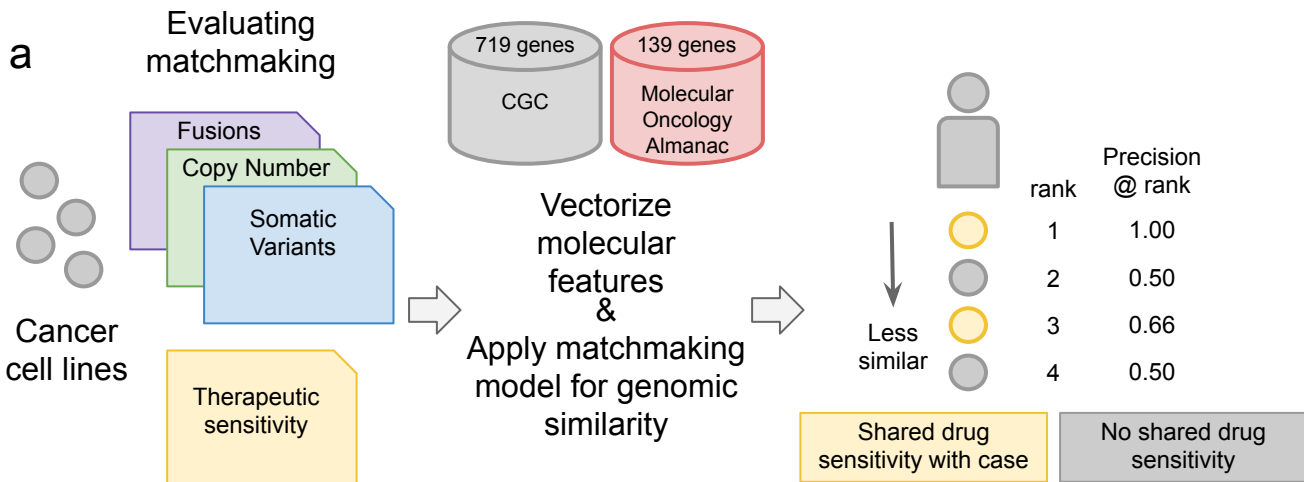 a
Evaluating
matchmaking
Fusions
Copy Number
Somatic
Variants
Cancer
cell lines
Therapeutic
sensitivity
719 genes
CGC
139 genes
Molecular
Oncology
Almanac
Vectorize
molecular
features
&
Apply matchmaking
model for genomic
similarity
Less
similar
rank
Precision
@ rank
1 1.00
2 0.50
3 0.66
4 0.50
Shared drug
sensitivity with case
No shared drug
sensitivity